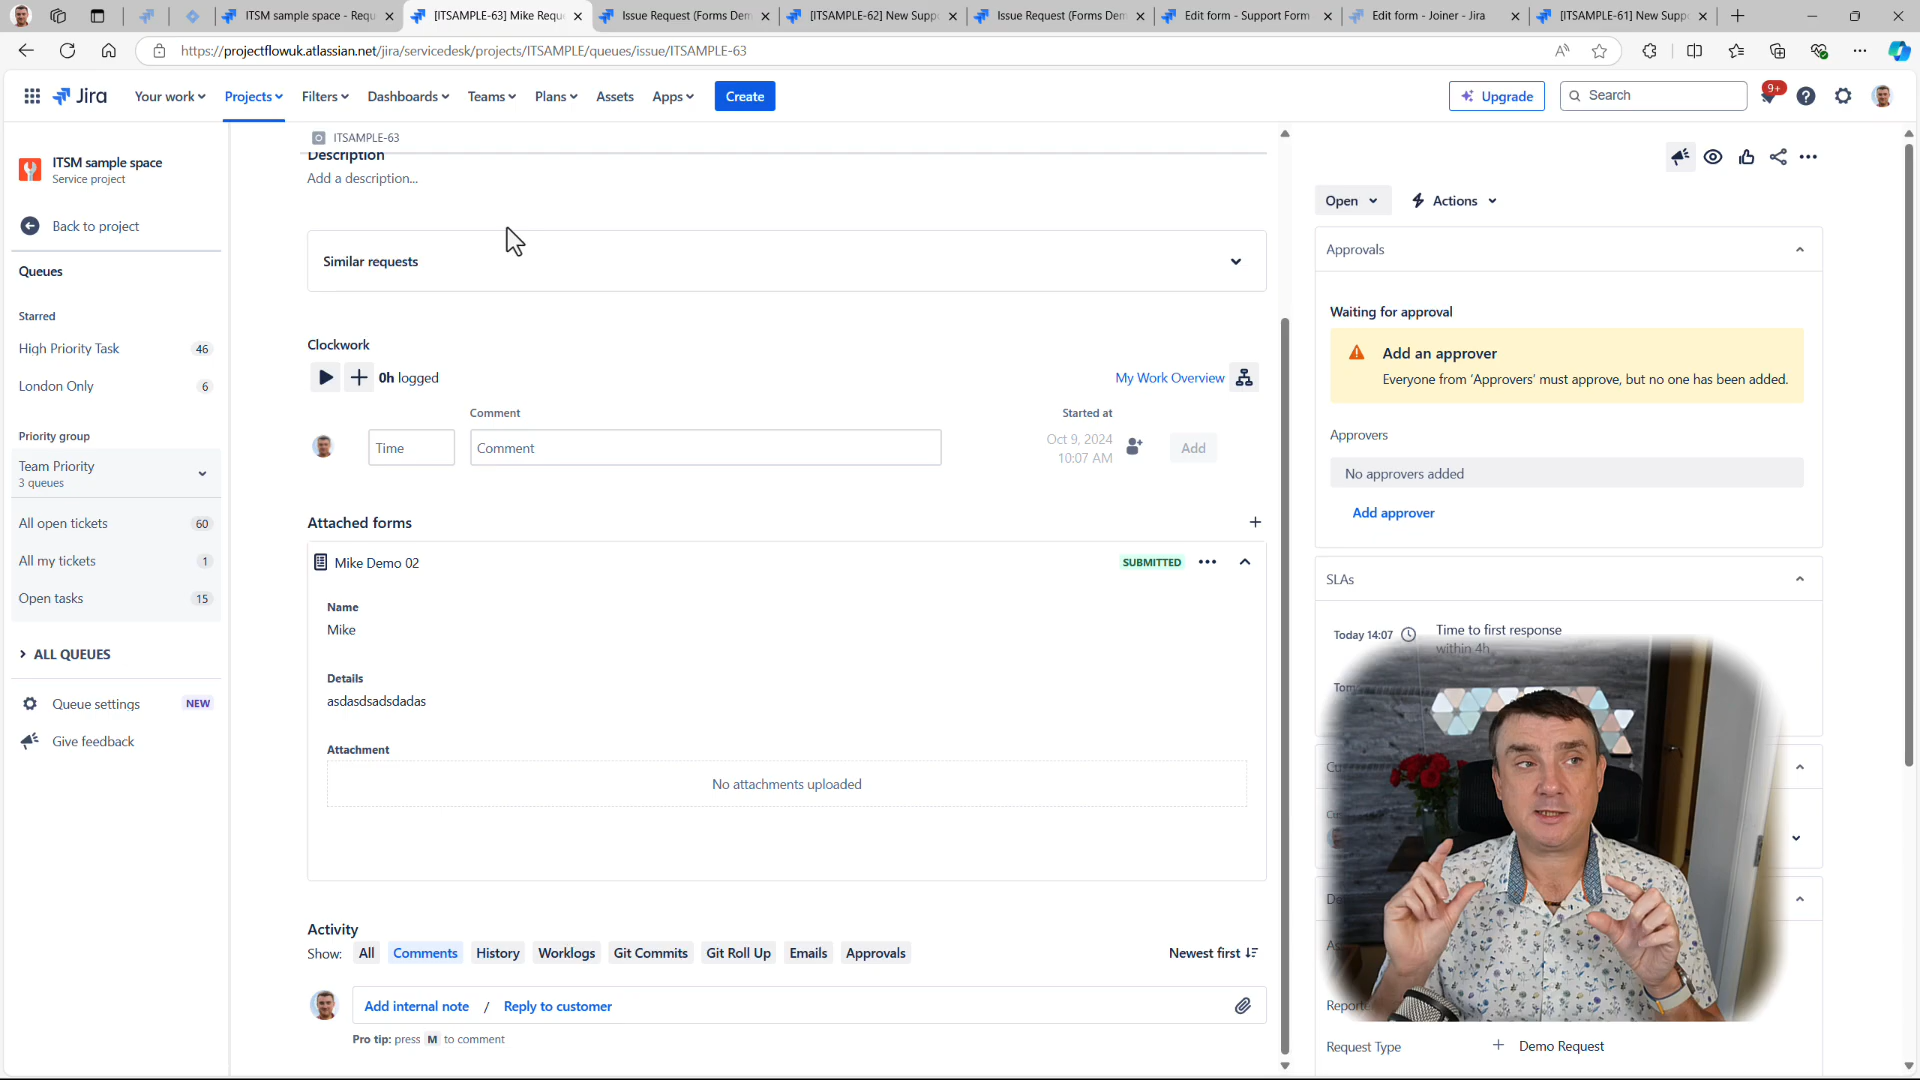 ITSM sample space - Requ
[ITSAMPLE-63] Mike Reque
Issue Request (Forms Dem
[ITSAMPLE-62] New Suppo
Issue Request (Forms Dem
Edit form - Support Form
Edit form - Joiner - Jira
[ITSAMPLE-61] New Suppo
https://projectflowuk.atlassian.net/jira/servicedesk/projects/ITSAMPLE/queues/issue/ITSAMPLE-63
Jira
Your work
Projects
Filters
Dashboards
Teams
Plans
Assets
Apps
Create
Upgrade
Search
9+
ITSM sample space
Service project
Back to project
Queues
Starred
High Priority Task 46
London Only 6
Priority group
Team Priority
3 queues
All open tickets 60
All my tickets 1
Open tasks 15
ALL QUEUES
Queue settings NEW
Give feedback
ITSAMPLE-63
Description
Add a description...
Similar requests
Clockwork
0h logged
My Work Overview
Comment
Started at
Time
Comment
Oct 9, 2024
10:07 AM
Add
Attached forms
Mike Demo 02
SUBMITTED
Name
Mike
Details
asdasdsadsdadas
Attachment
No attachments uploaded
Activity
Show: All Comments History Worklogs Git Commits Git Roll Up Emails Approvals
Newest first
Add internal note / Reply to customer
Pro tip: press M to comment
Open
Actions
Approvals
Waiting for approval
Add an approver
Everyone from 'Approvers' must approve, but no one has been added.
Approvers
No approvers added
Add approver
SLAs
Today 14:07 Time to first response
within 4h
Request Type
Demo Request